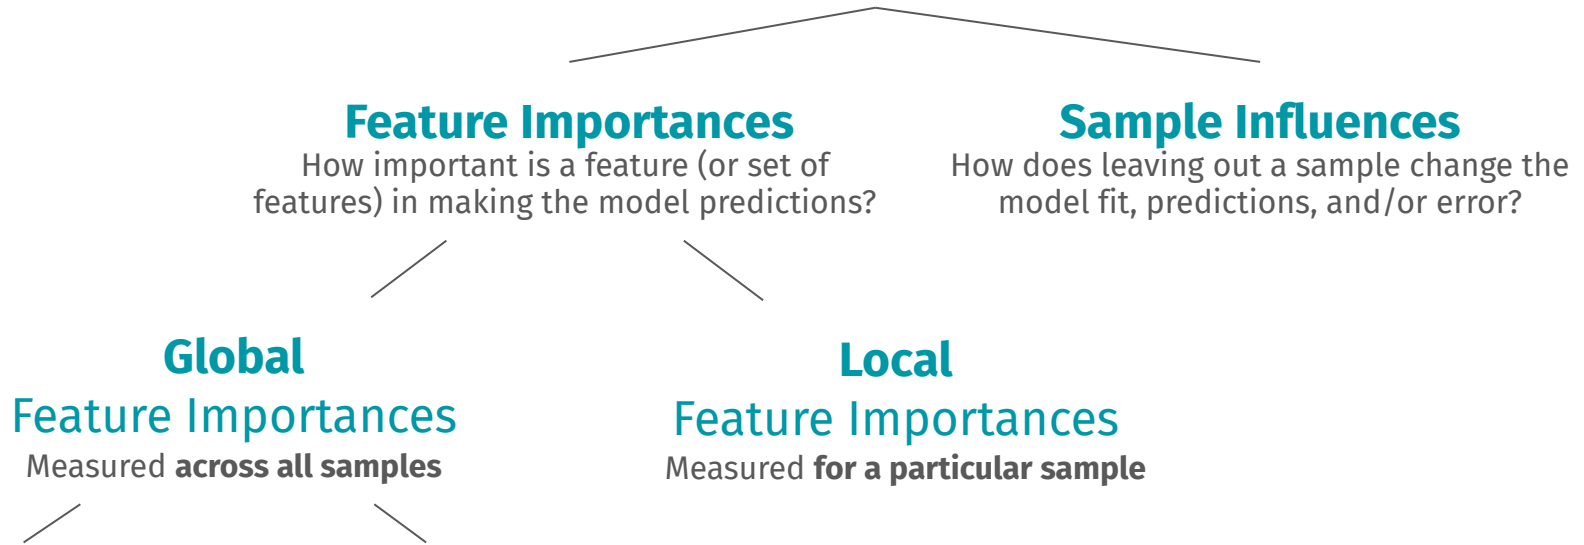 Feature Importances
How important is a feature (or set of
features) in making the model predictions?
Sample Influences
How does leaving out a sample change the
model fit, predictions, and/or error?
Global
Feature Importances
Measured across all samples
Local
Feature Importances
Measured for a particular sample